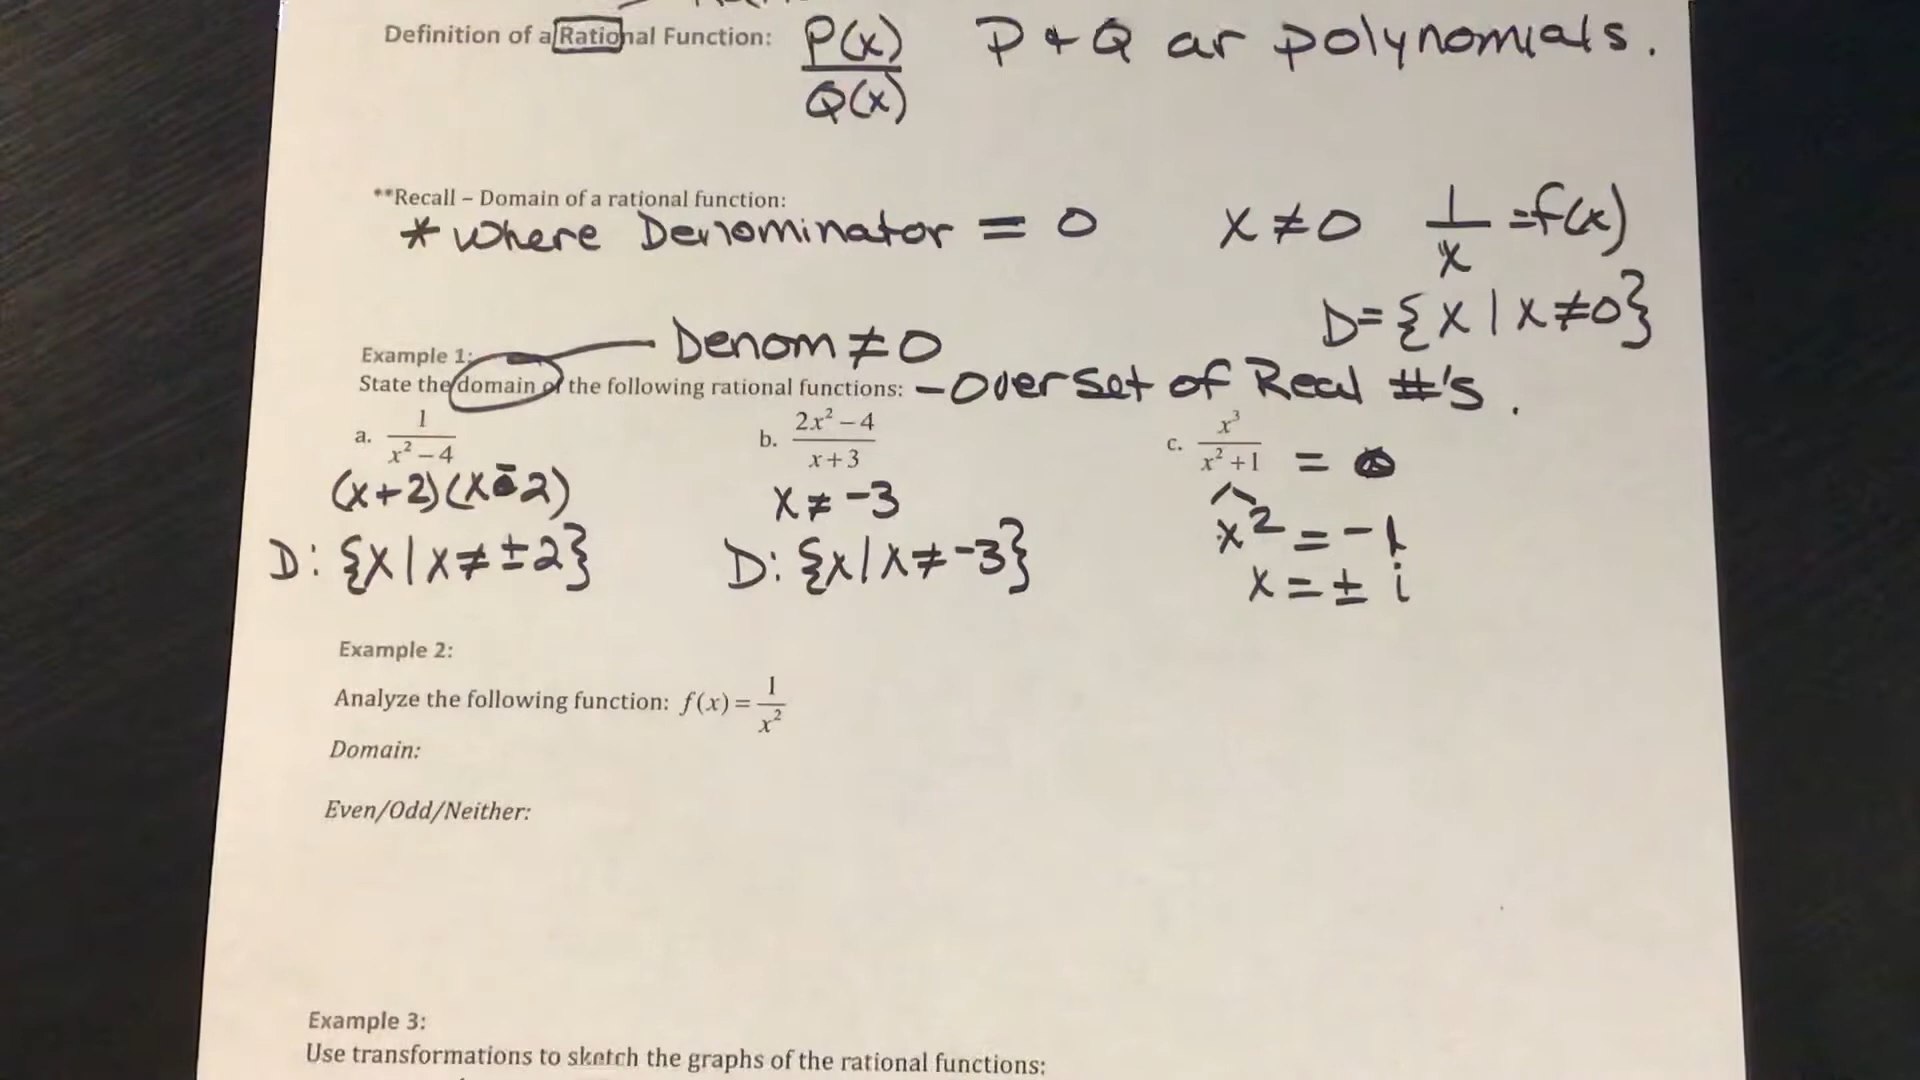 Definition of a Rational Function: P(x)/Q(x) P + Q ar polynomials.
**Recall – Domain of a rational function:
* where Denominator = 0 x ≠ 0 1/x = f(x)
D = {x | x ≠ 0}
Denom ≠ 0
Example 1:
State the domain of the following rational functions: – Over set of Real #'s.
a. 1/(x² – 4) b. (2x² – 4)/(x + 3) c. x³/(x² + 1) =
(x+2)(x-2) x ≠ -3 x² = -1
D: {x | x ≠ ±2} D: {x | x ≠ -3} x = ± i
Example 2:
Analyze the following function: f(x) = 1/x²
Domain:
Even/Odd/Neither:
Example 3:
Use transformations to sketch the graphs of the rational functions: